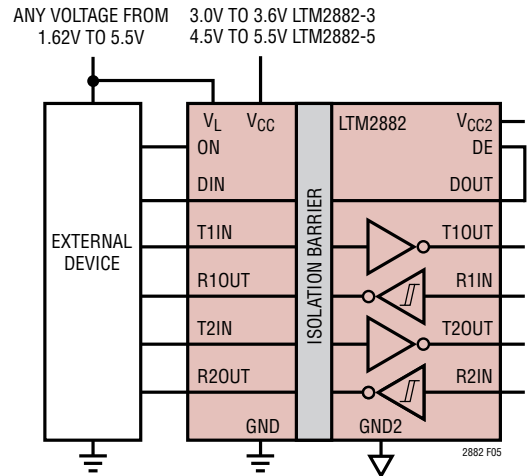 ANY VOLTAGE FROM
1.62V TO 5.5V
3.0V TO 3.6V LTM2882-3
4.5V TO 5.5V LTM2882-5
EXTERNAL
DEVICE
VL
VCC
ON
DIN
T1IN
R1OUT
T2IN
R2OUT
GND
ISOLATION BARRIER
LTM2882
VCC2
DE
DOUT
T1OUT
R1IN
T2OUT
R2IN
GND2
2882 F05